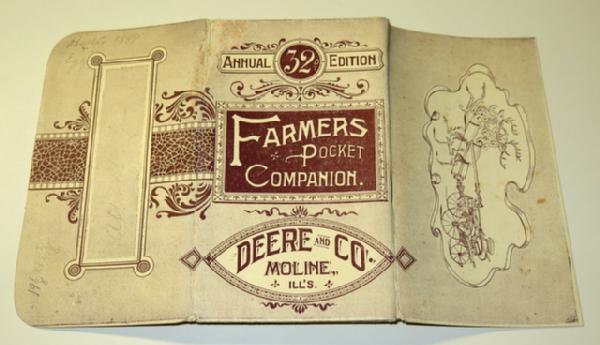 ANNUAL 32D EDITION
FARMERS
POCKET
COMPANION.
DEERE AND CO.
MOLINE,
ILL'S.